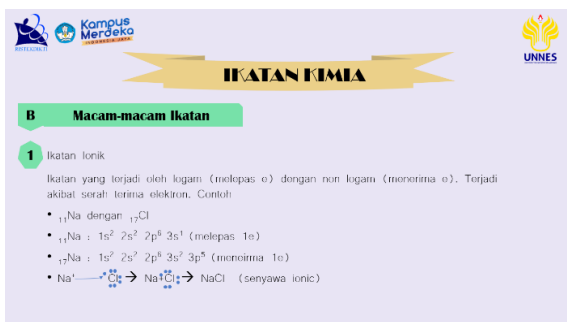 RISTEKDIKTI
Kampus
Merdeka
INDONESIA JAYA
UNNES
IKATAN KIMIA
B Macam-macam Ikatan
1 Ikatan Ionik
Ikatan yang terjadi oleh logam (melepas e) dengan non logam (menerima e). Terjadi
akibat serah terima elektron. Contoh
• ₁₁Na dengan ₁₇Cl
• ₁₁Na : 1s² 2s² 2p⁶ 3s¹ (melepas 1e)
• ₁₇Na : 1s² 2s² 2p⁶ 3s² 3p⁵ (meneirma 1e)
• Na· Cl → Na Cl → NaCl (senyawa ionic)